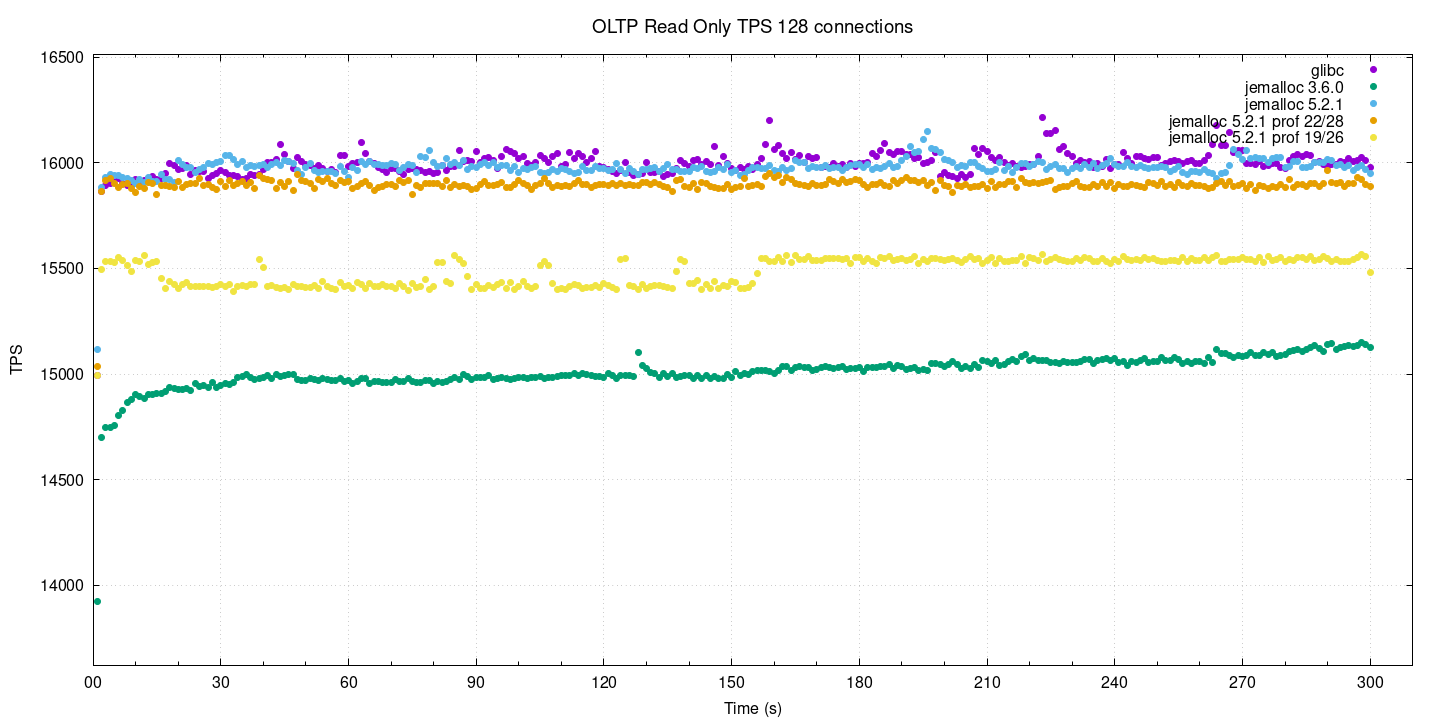 OLTP Read Only TPS 128 connections
16500
glibc
jemalloc 3.6.0
jemalloc 5.2.1
jemalloc 5.2.1 prof 22/28
jemalloc 5.2.1 prof 19/26
16000
15500
TPS
15000
14500
14000
00 30 60 90 120 150 180 210 240 270 300
Time (s)